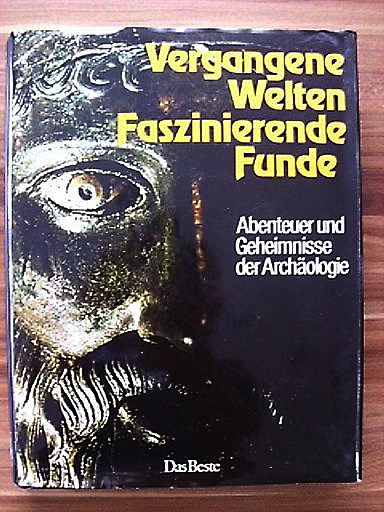 Vergangene
Welten
Faszinierende
Funde
Abenteuer und
Geheimnisse
der Archäologie
Das Beste